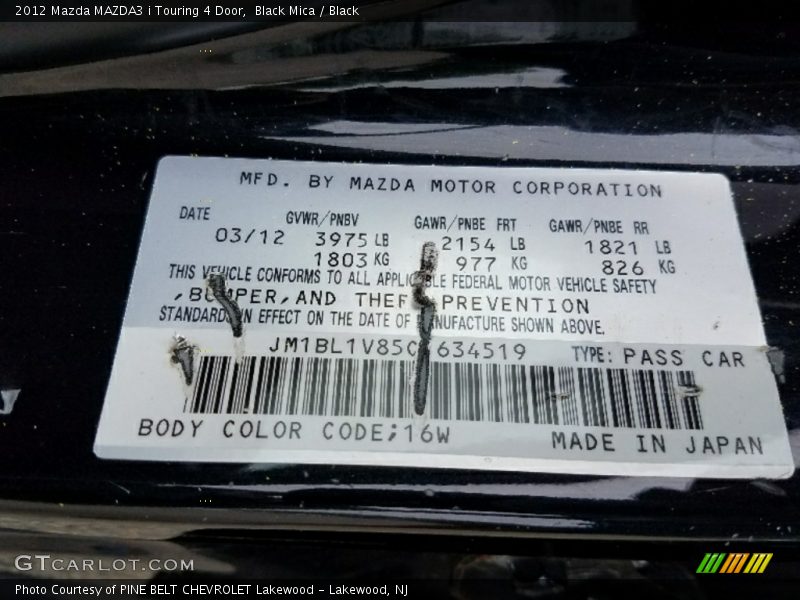 2012 Mazda MAZDA3 i Touring 4 Door, Black Mica / Black
MFD. BY MAZDA MOTOR CORPORATION
DATE GVWR/PNBV GAWR/PNBE FRT GAWR/PNBE RR
03/12 3975 LB 2154 LB 1821 LB
1803 KG 977 KG 826 KG
THIS VEHICLE CONFORMS TO ALL APPLICABLE FEDERAL MOTOR VEHICLE SAFETY
,BUMPER,AND THEFT PREVENTION
STANDARDS IN EFFECT ON THE DATE OF MANUFACTURE SHOWN ABOVE.
JM1BL1V85C 634519 TYPE: PASS CAR
BODY COLOR CODE;16W MADE IN JAPAN
GTCARLOT.COM
Photo Courtesy of PINE BELT CHEVROLET Lakewood - Lakewood, NJ